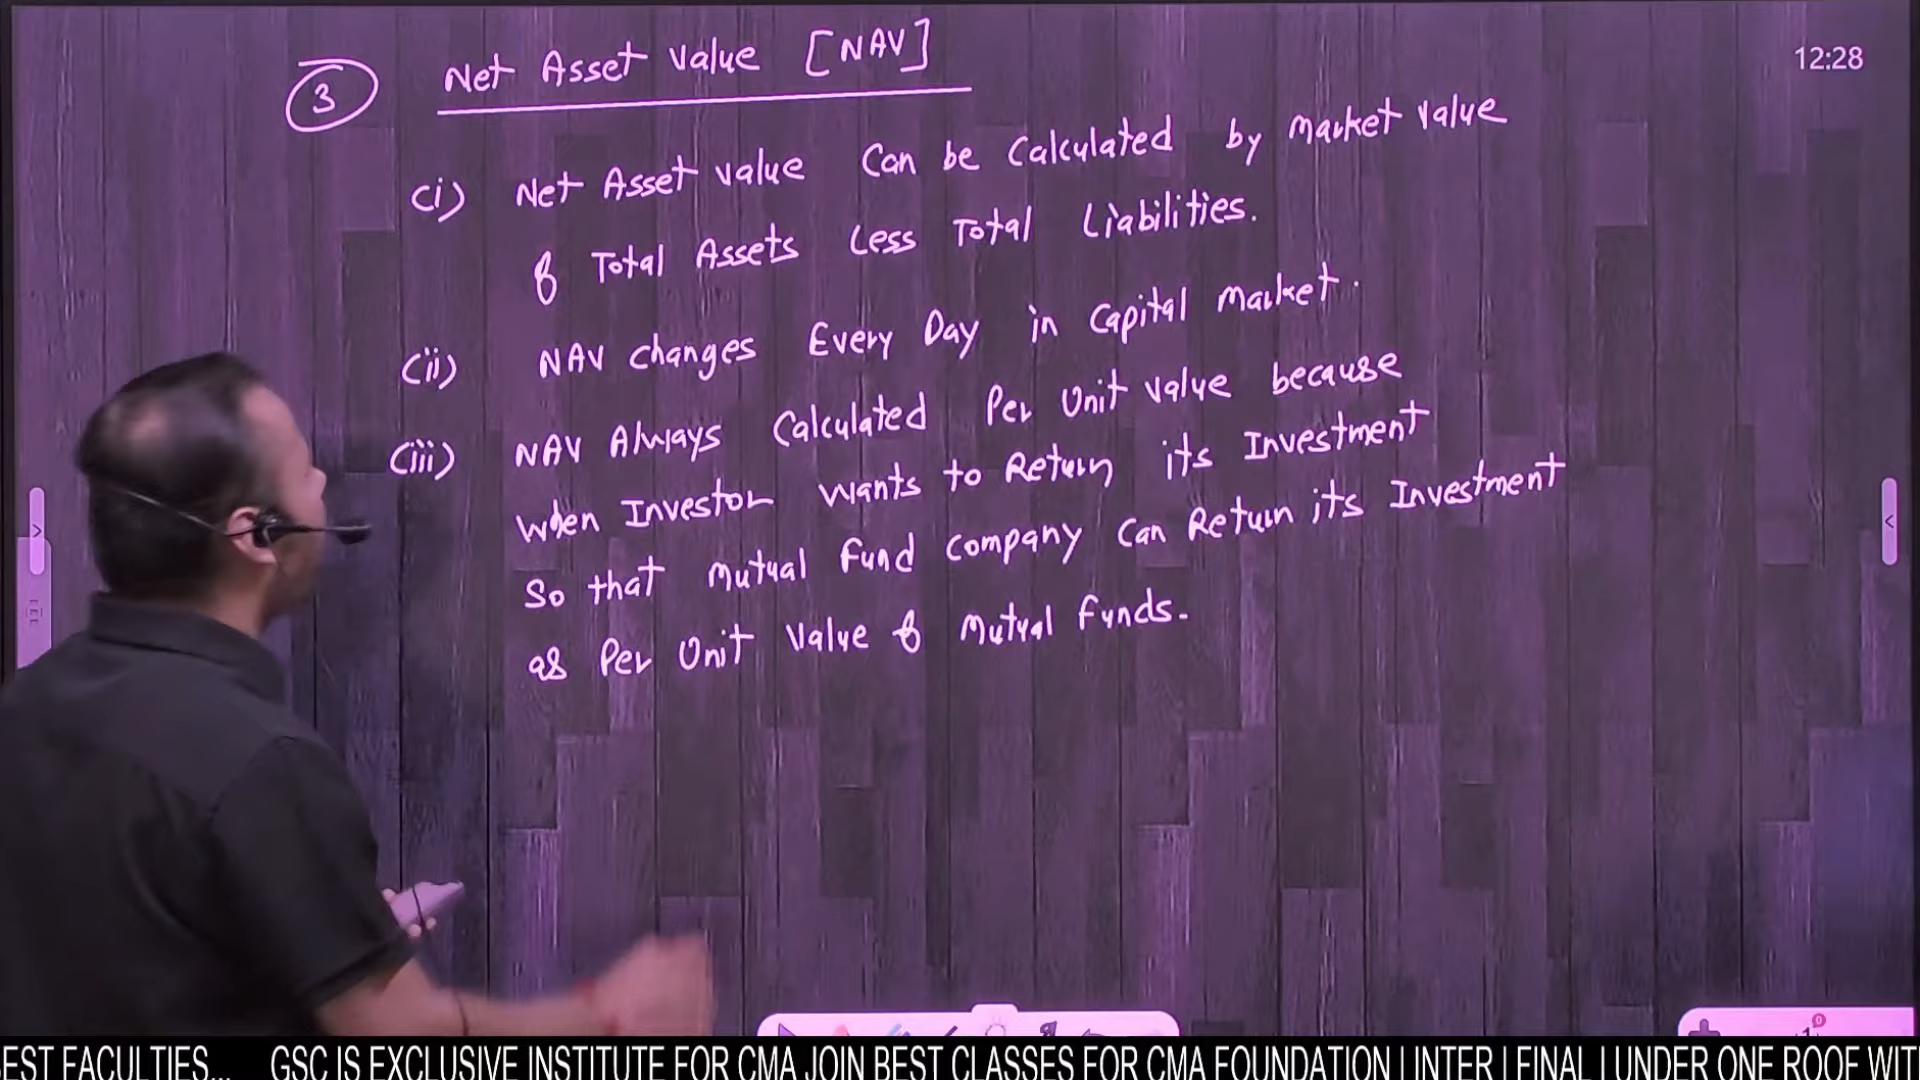 12:28
3 Net Asset Value [NAV]
(i) Net Asset value Can be Calculated by Market value
of Total Assets Less Total Liabilities.
(ii) NAV changes Every Day in Capital Market.
(iii) NAV Always Calculated Per Unit value because
when Investor wants to Return its Investment
So that Mutual Fund Company Can Return its Investment
as Per Unit Value of Mutual Funds.
EST FACULTIES... GSC IS EXCLUSIVE INSTITUTE FOR CMA JOIN BEST CLASSES FOR CMA FOUNDATION | INTER | FINAL | UNDER ONE ROOF WIT